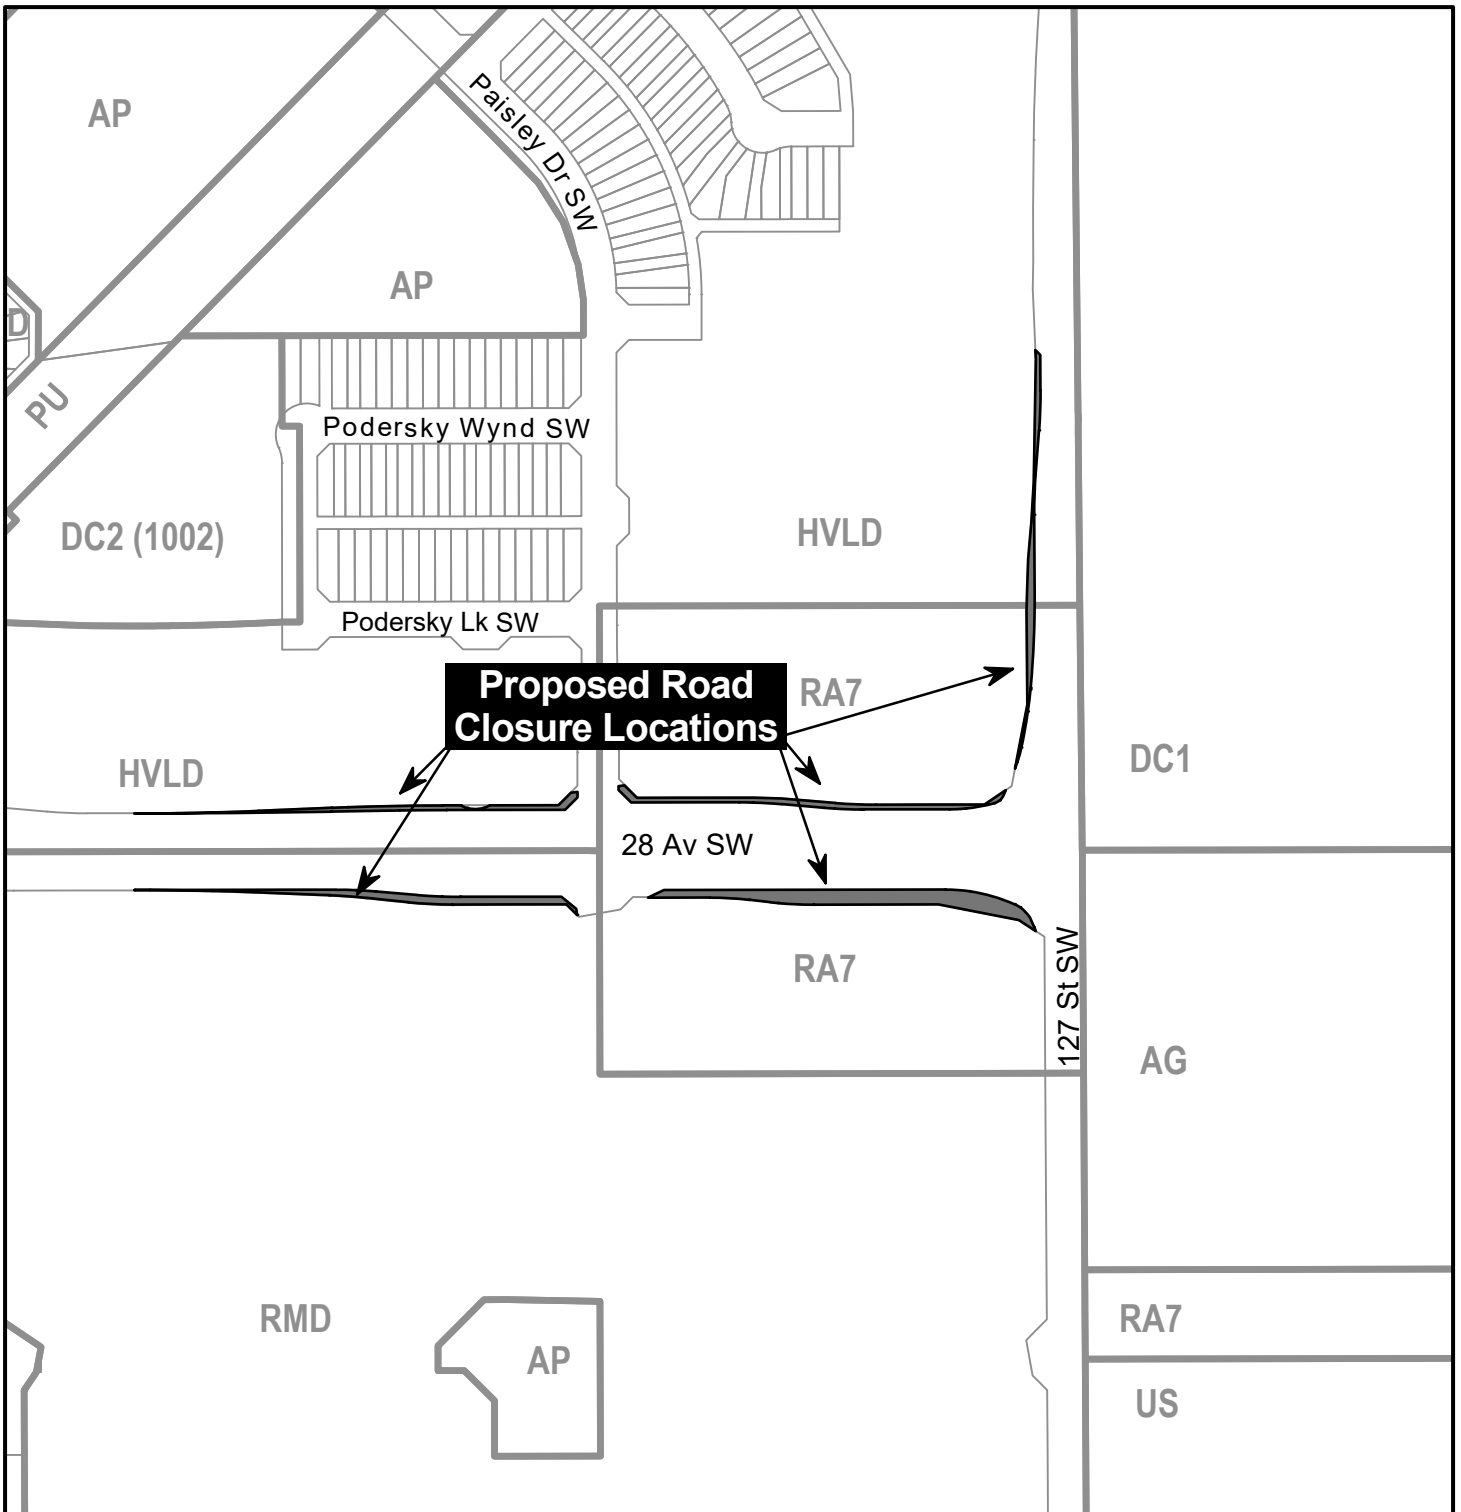 AP
Paisley Dr SW
AP
D
PU
Podersky Wynd SW
DC2 (1002)
HVLD
Podersky Lk SW
Proposed Road
Closure Locations
RA7
HVLD
DC1
28 Av SW
RA7
127 St SW
AG
RMD
RA7
AP
US